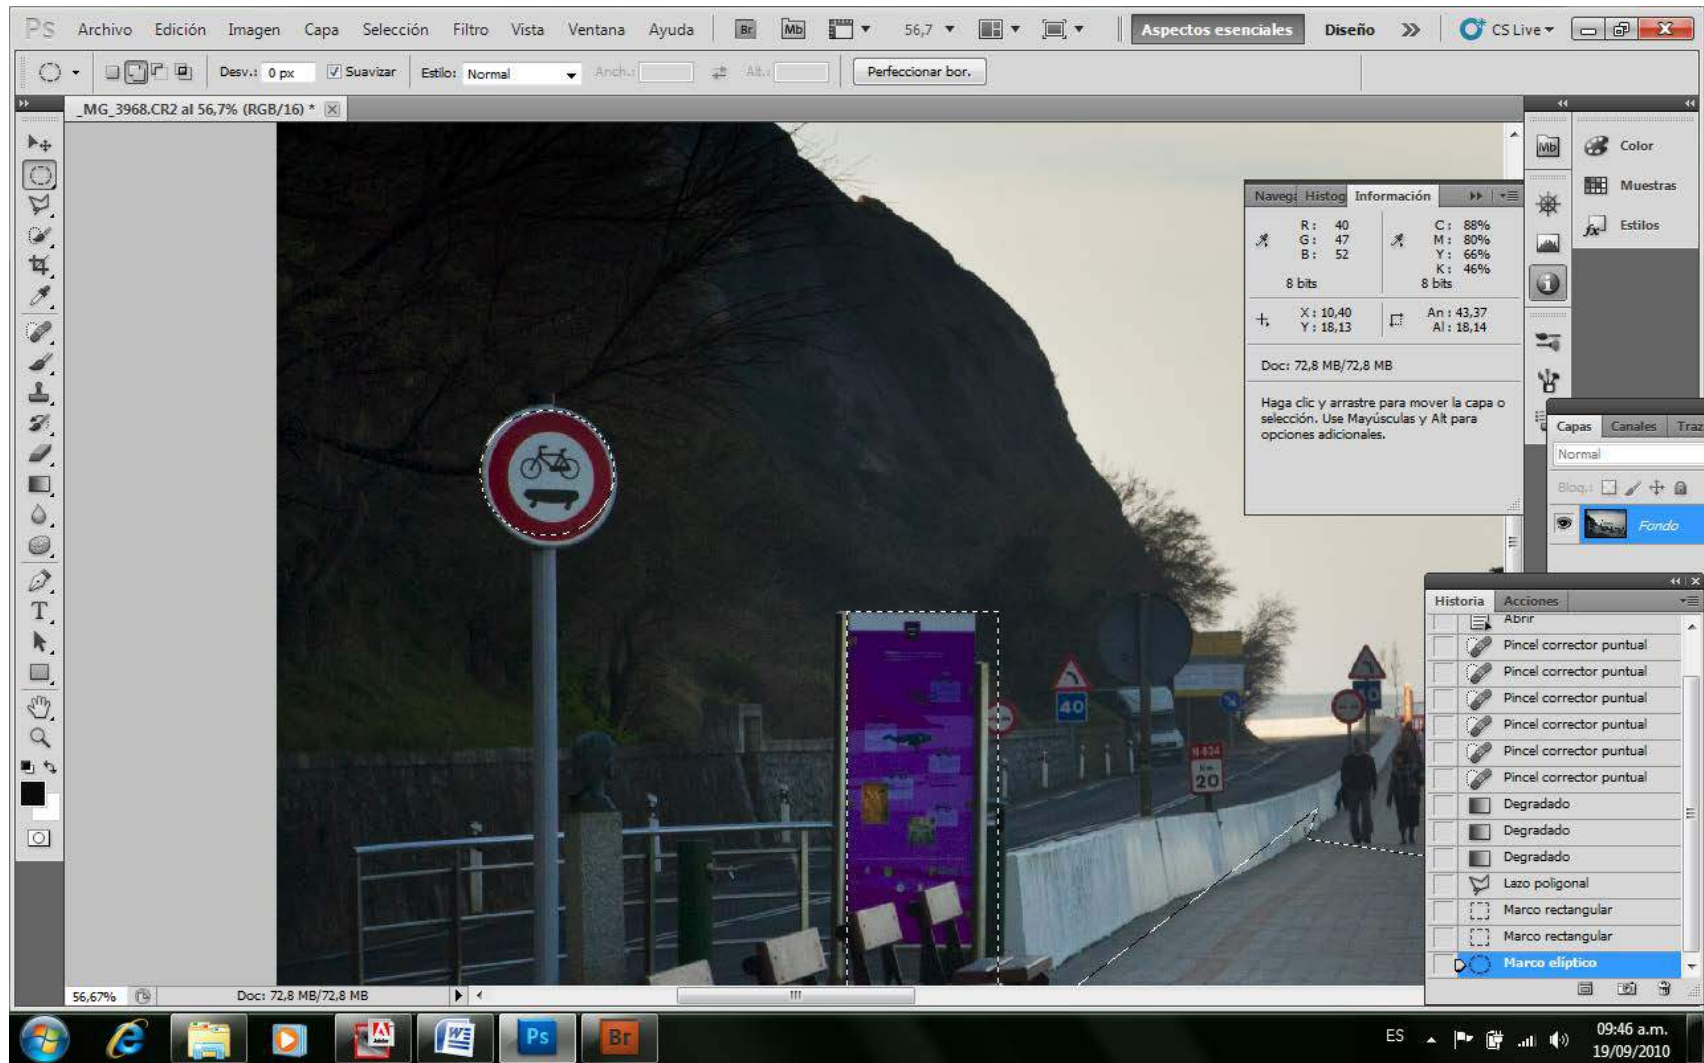 PS Archivo Edición Imagen Capa Selección Filtro Vista Ventana Ayuda Br Mb 56,7 Aspectos esenciales Diseño CS Live
Desv.: 0 px Suavizar Estilo: Normal Anch.: Alt.: Perfeccionar bor.
_MG_3968.CR2 al 56,7% (RGB/16) *
Mb Color
Muestras
Estilos
Histog Información
R: 40 C: 88%
G: 47 M: 80%
B: 52 Y: 66%
K: 46%
8 bits 8 bits
X: 10,40 An: 43,37
Y: 18,13 Al: 18,14
Doc: 72,8 MB/72,8 MB
Haga clic y arrastre para mover la capa o
selección. Use Mayúsculas y Alt para
opciones adicionales.
Capas Canales Traz
Normal
Bloq.:
Fondo
Historia Acciones
Abrir
Pincel corrector puntual
Pincel corrector puntual
Pincel corrector puntual
Pincel corrector puntual
Pincel corrector puntual
Pincel corrector puntual
Degradado
Degradado
Degradado
Lazo poligonal
Marco rectangular
Marco rectangular
Marco elíptico
40
N-634
Km
20
56,67% Doc: 72,8 MB/72,8 MB
Adobe W Ps Br ES 09:46 a.m.
19/09/2010